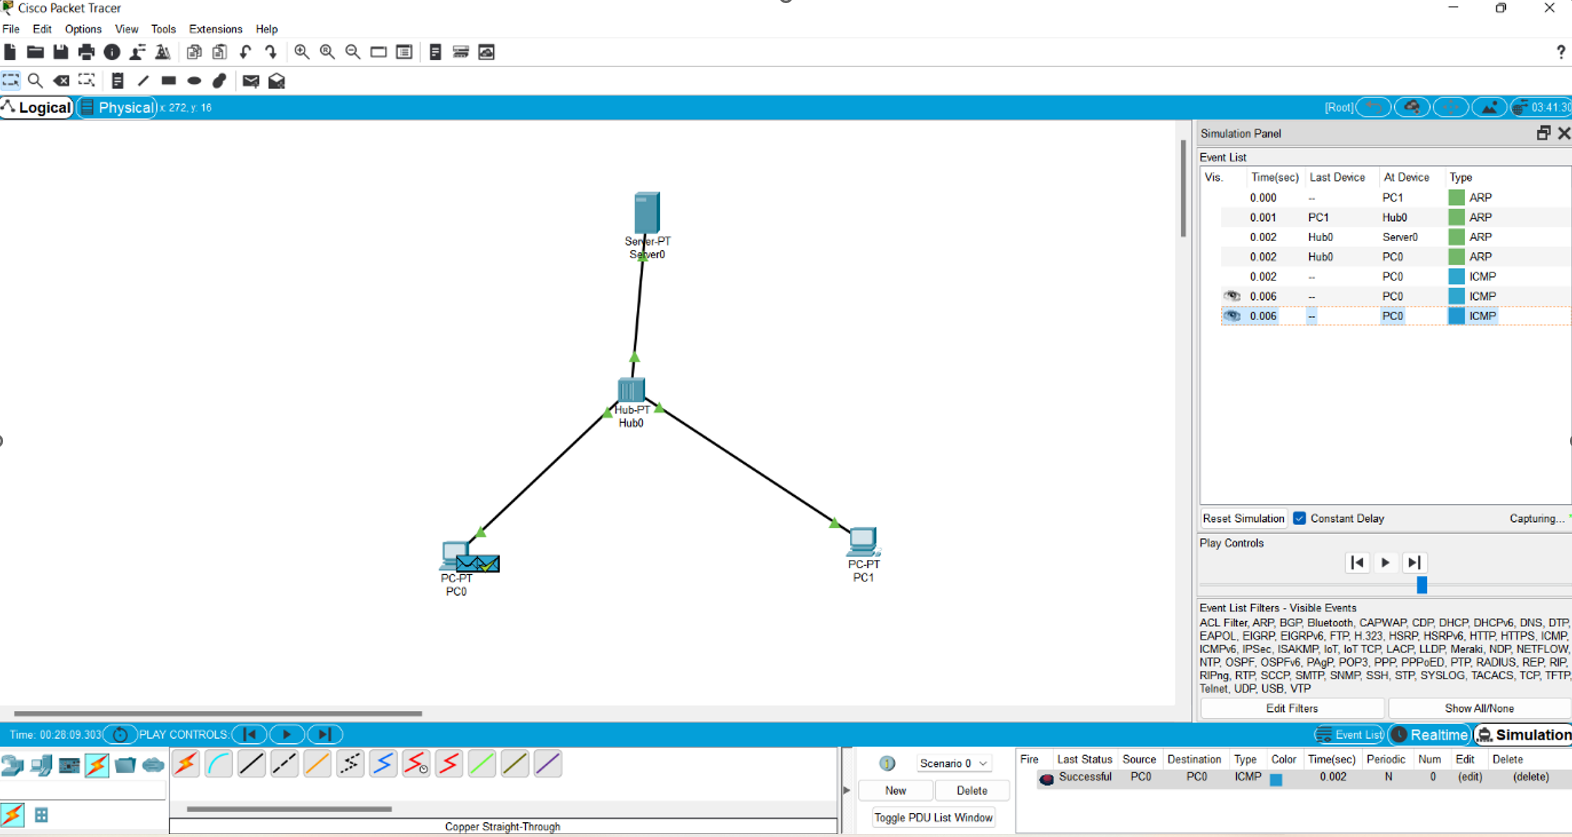 Cisco Packet Tracer
File Edit Options View Tools Extensions Help
?
Logical Physical x: 272, y: 16 [Root] 03:41:30
Simulation Panel
Event List
Vis. Time(sec) Last Device At Device Type
0.000 -- PC1 ARP
0.001 PC1 Hub0 ARP
0.002 Hub0 Server0 ARP
0.002 Hub0 PC0 ARP
0.002 -- PC0 ICMP
0.006 -- PC0 ICMP
0.006 -- PC0 ICMP
Server-PT
Server0
Hub-PT
Hub0
PC-PT
PC0
PC-PT
PC1
Reset Simulation Constant Delay Capturing...
Play Controls
Event List Filters - Visible Events
ACL Filter, ARP, BGP, Bluetooth, CAPWAP, CDP, DHCP, DHCPv6, DNS, DTP,
EAPOL, EIGRP, EIGRPv6, FTP, H.323, HSRP, HSRPv6, HTTP, HTTPS, ICMP,
ICMPv6, IPSec, ISAKMP, IoT, IoT TCP, LACP, LLDP, Meraki, NDP, NETFLOW,
NTP, OSPF, OSPFv6, PAgP, POP3, PPP, PPPoED, PTP, RADIUS, REP, RIP,
RIPng, RTP, SCCP, SMTP, SNMP, SSH, STP, SYSLOG, TACACS, TCP, TFTP,
Telnet, UDP, USB, VTP
Edit Filters Show All/None
Time: 00:28:09.303 PLAY CONTROLS: Event List Realtime Simulation
Scenario 0
New Delete
Toggle PDU List Window
Fire Last Status Source Destination Type Color Time(sec) Periodic Num Edit Delete
Successful PC0 PC0 ICMP 0.002 N 0 (edit) (delete)
Copper Straight-Through